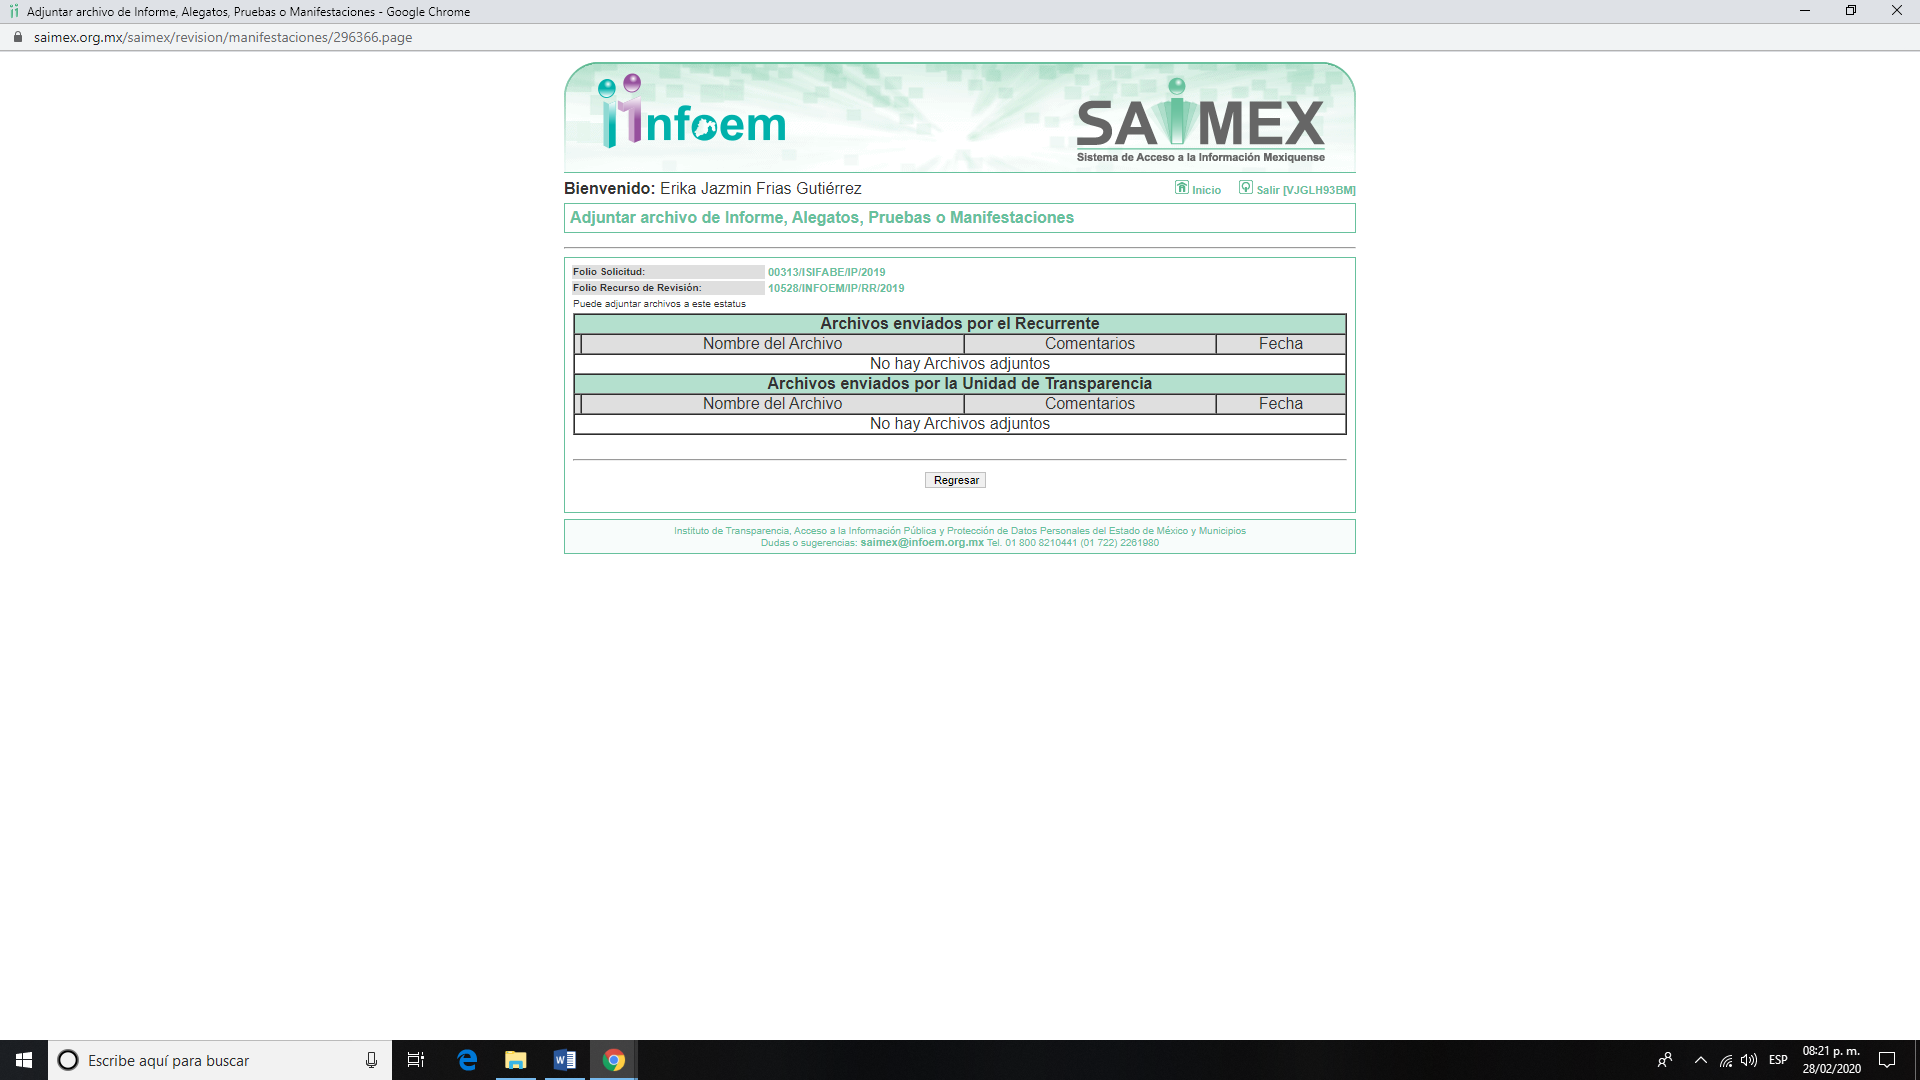 Adjuntar archivo de Informe, Alegatos, Pruebas o Manifestaciones - Google Chrome
saimex.org.mx/saimex/revision/manifestaciones/296366.page
infoem
SAIMEX
Sistema de Acceso a la Información Mexiquense
Bienvenido: Erika Jazmin Frias Gutiérrez
Inicio Salir [VJGLH93BM]
Adjuntar archivo de Informe, Alegatos, Pruebas o Manifestaciones
Folio Solicitud: 00313/ISIFABE/IP/2019
Folio Recurso de Revisión: 10528/INFOEM/IP/RR/2019
Puede adjuntar archivos a este estatus
Archivos enviados por el Recurrente
Nombre del Archivo Comentarios Fecha
No hay Archivos adjuntos
Archivos enviados por la Unidad de Transparencia
Nombre del Archivo Comentarios Fecha
No hay Archivos adjuntos
Regresar
Instituto de Transparencia, Acceso a la Información Pública y Protección de Datos Personales del Estado de México y Municipios
Dudas o sugerencias: saimex@infoem.org.mx Tel. 01 800 8210441 (01 722) 2261980
Escribe aquí para buscar
ESP
08:21 p. m.
28/02/2020